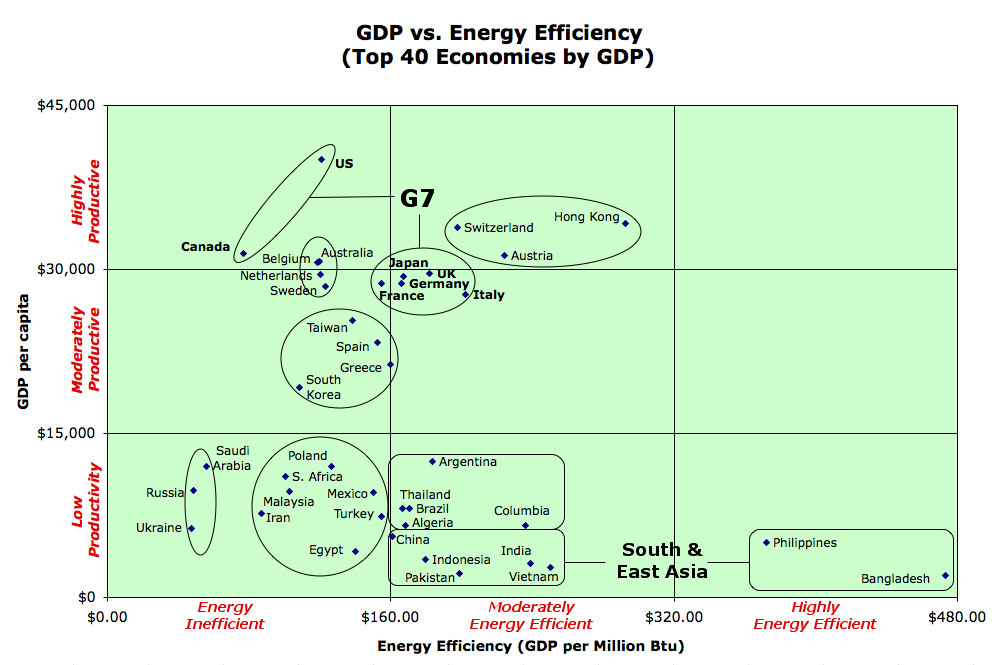 GDP vs. Energy Efficiency
(Top 40 Economies by GDP)
$45,000
$30,000
$15,000
$0
GDP per capita
Highly
Productive
Moderately
Productive
Low
Productivity
US
G7
Canada
Switzerland
Hong Kong
Austria
Belgium
Australia
Netherlands
Sweden
Japan
UK
Germany
France
Italy
Taiwan
Spain
Greece
South
Korea
Saudi
Arabia
Russia
Ukraine
Poland
S. Africa
Malaysia
Mexico
Iran
Turkey
Egypt
Argentina
Thailand
Brazil
Algeria
Columbia
China
Indonesia
India
Pakistan
Vietnam
South &
East Asia
Philippines
Bangladesh
$0.00
$160.00
$320.00
$480.00
Energy
Inefficient
Moderately
Energy Efficient
Highly
Energy Efficient
Energy Efficiency (GDP per Million Btu)